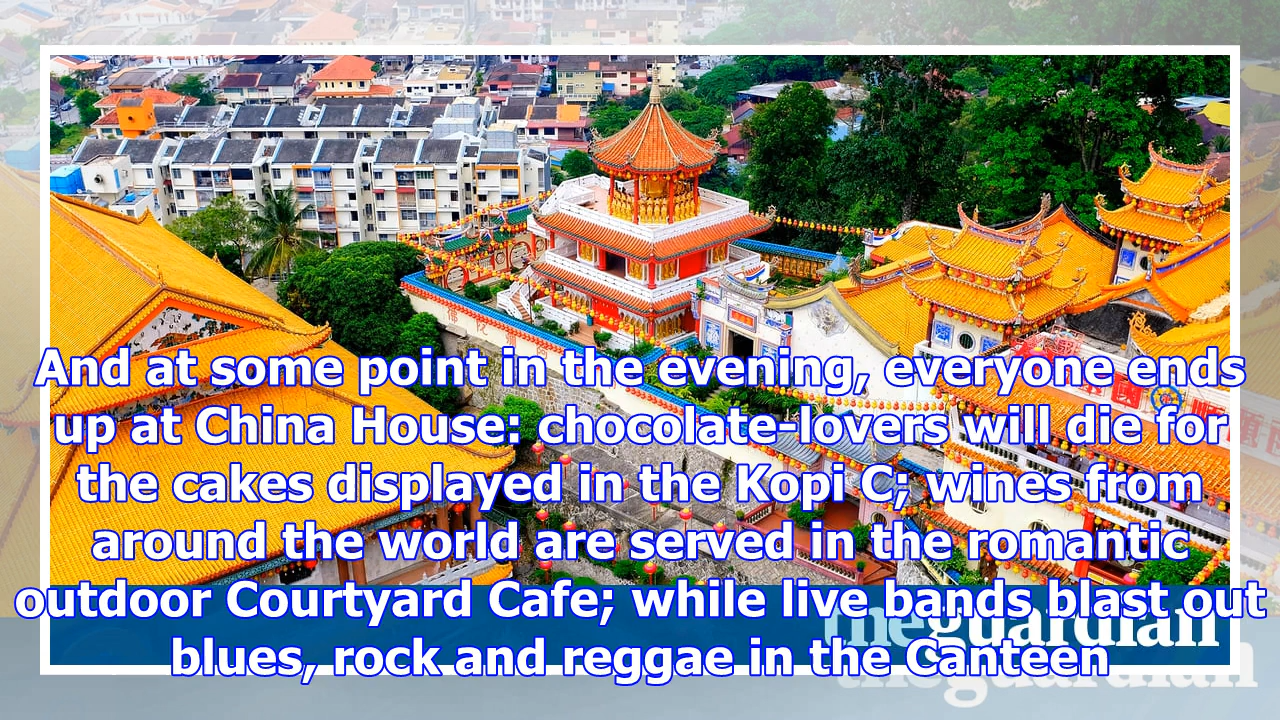 And at some point in the evening, everyone ends
up at China House: chocolate-lovers will die for
the cakes displayed in the Kopi C; wines from
around the world are served in the romantic
outdoor Courtyard Cafe; while live bands blast out
blues, rock and reggae in the Canteen
theguardian
theguardian